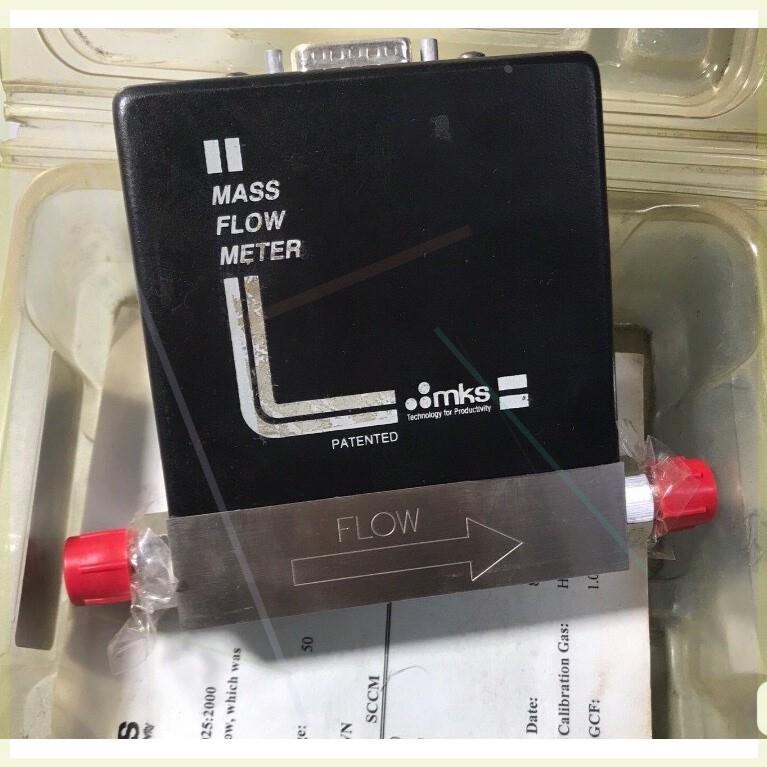 MASS
FLOW
METER
mks
Technology for Productivity
PATENTED
FLOW
025:2000
ow, which was
50
SCCM
Date:
Calibration Gas:
GCF: